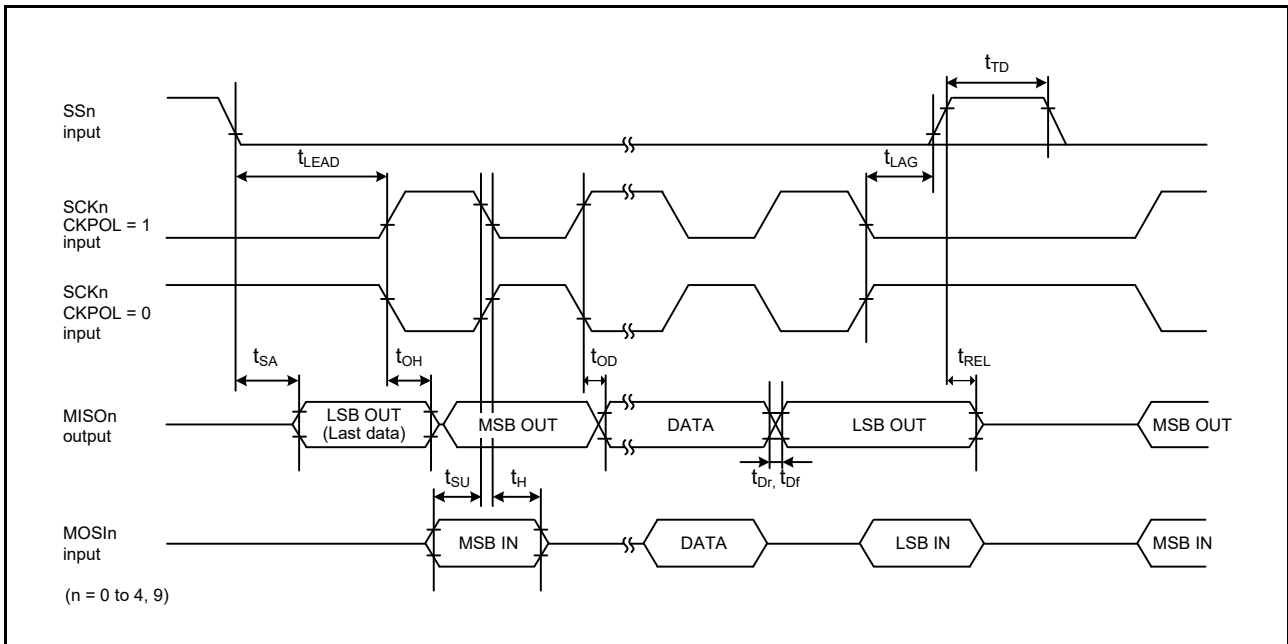 tTD
SSn
input
tLEAD
tLAG
SCKn
CKPOL = 1
input
SCKn
CKPOL = 0
input
tSA
tOH
tOD
tREL
MISOn
output
LSB OUT
(Last data)
MSB OUT
DATA
LSB OUT
MSB OUT
tSU
tH
tDr, tDf
MOSIn
input
MSB IN
DATA
LSB IN
MSB IN
(n = 0 to 4, 9)